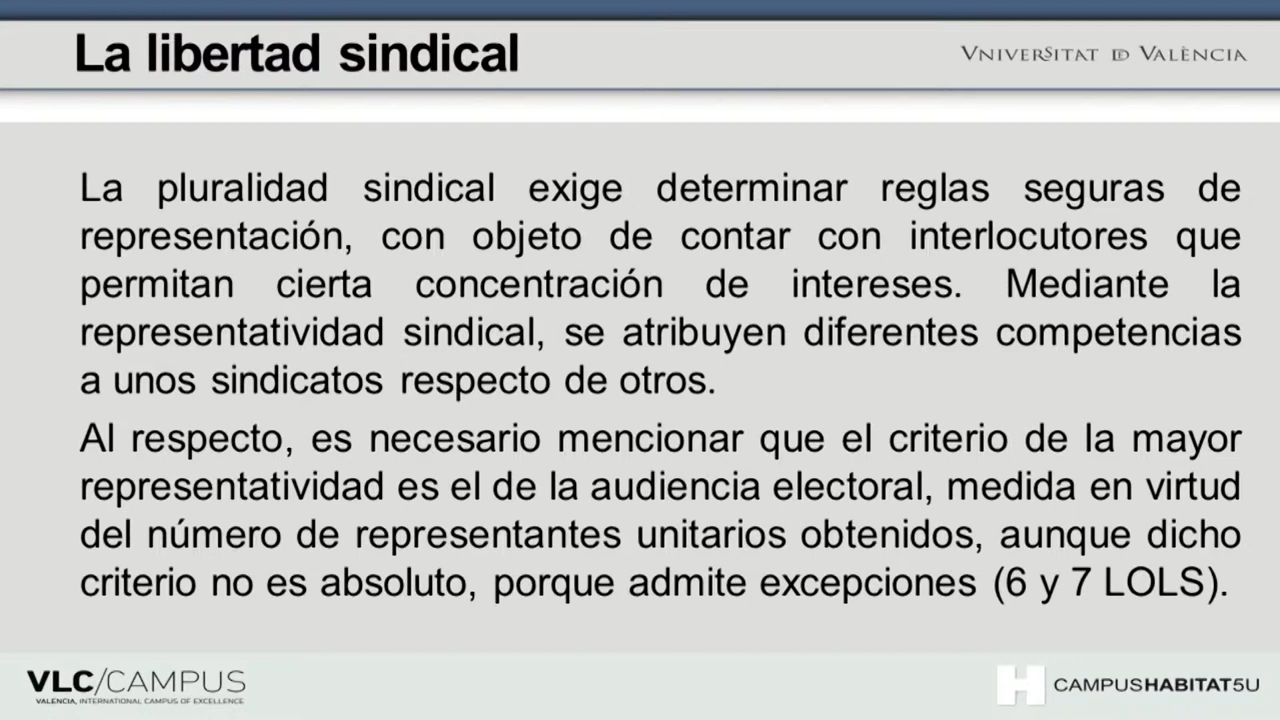 La libertad sindical
VNIVERSITAT DE VALÈNCIA
La pluralidad sindical exige determinar reglas seguras de
representación, con objeto de contar con interlocutores que
permitan cierta concentración de intereses. Mediante la
representatividad sindical, se atribuyen diferentes competencias
a unos sindicatos respecto de otros.
Al respecto, es necesario mencionar que el criterio de la mayor
representatividad es el de la audiencia electoral, medida en virtud
del número de representantes unitarios obtenidos, aunque dicho
criterio no es absoluto, porque admite excepciones (6 y 7 LOLS).
VLC/CAMPUS
VALENCIA, INTERNATIONAL CAMPUS OF EXCELLENCE
H CAMPUSHABITAT5U